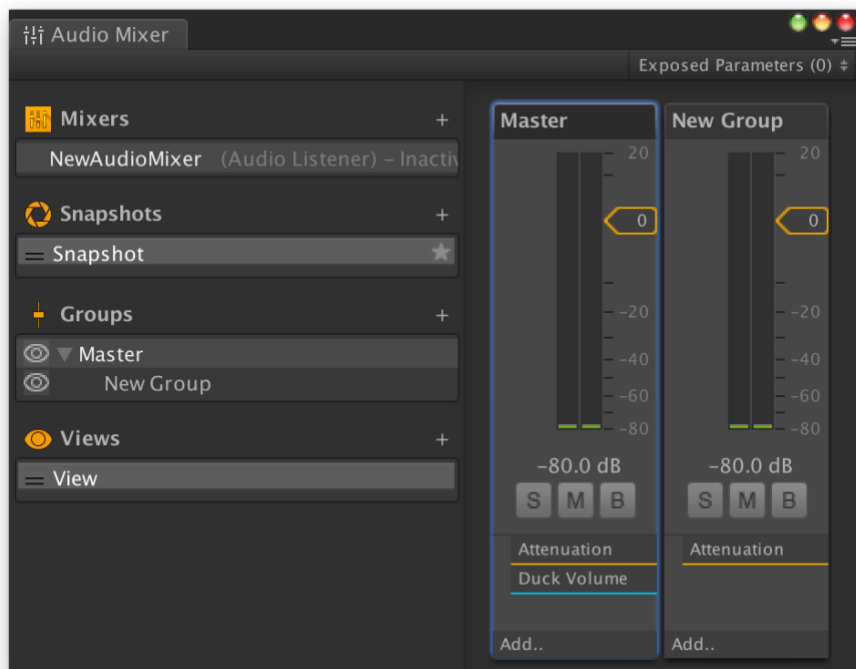 Audio Mixer
Exposed Parameters (0)
Mixers +
NewAudioMixer (Audio Listener) – Inactiv
Snapshots +
Snapshot
Groups +
Master
New Group
Views +
View
Master
20
0
-20
-40
-60
-80
-80.0 dB
S M B
Attenuation
Duck Volume
Add..
New Group
20
0
-20
-40
-60
-80
-80.0 dB
S M B
Attenuation
Add..